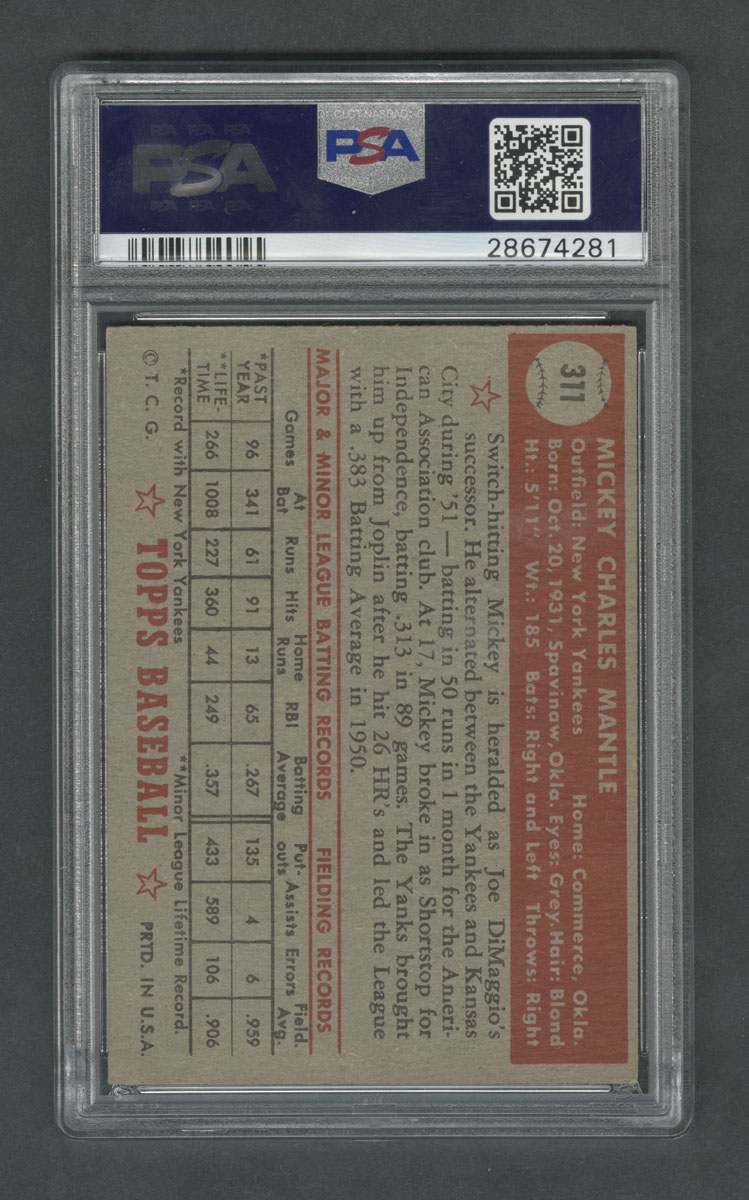 PSA PSA PSA
PSA
PSA PSA PSA
PSA
28674281
311
MICKEY CHARLES MANTLE
Outfield: New York Yankees Home: Commerce, Okla.
Born: Oct. 20, 1931, Spavinaw, Okla. Eyes: Grey. Hair: Blond
Ht.: 5'11" Wt.: 185 Bats: Right and Left Throws: Right
Switch-hitting Mickey is heralded as Joe DiMaggio's
successor. He alternated between the Yankees and Kansas
City during '51 — batting in 50 runs in 1 month for the Ameri-
can Association club. At 17, Mickey broke in as Shortstop for
Independence, batting .313 in 89 games. The Yanks brought
him up from Joplin after he hit 26 HR's and led the League
with a .383 Batting Average in 1950.
MAJOR & MINOR LEAGUE BATTING RECORDS FIELDING RECORDS
Games At Bat Runs Hits Home Runs RBI Batting Average Put-outs Assists Errors Field. Avg.
*PAST YEAR 96 341 61 91 13 65 .267 135 4 6 .959
**LIFE-TIME 266 1008 227 360 44 249 .357 433 589 106 .906
*Record with New York Yankees **Minor League Lifetime Record.
© T. C. G. TOPPS BASEBALL PRTD. IN U.S.A.